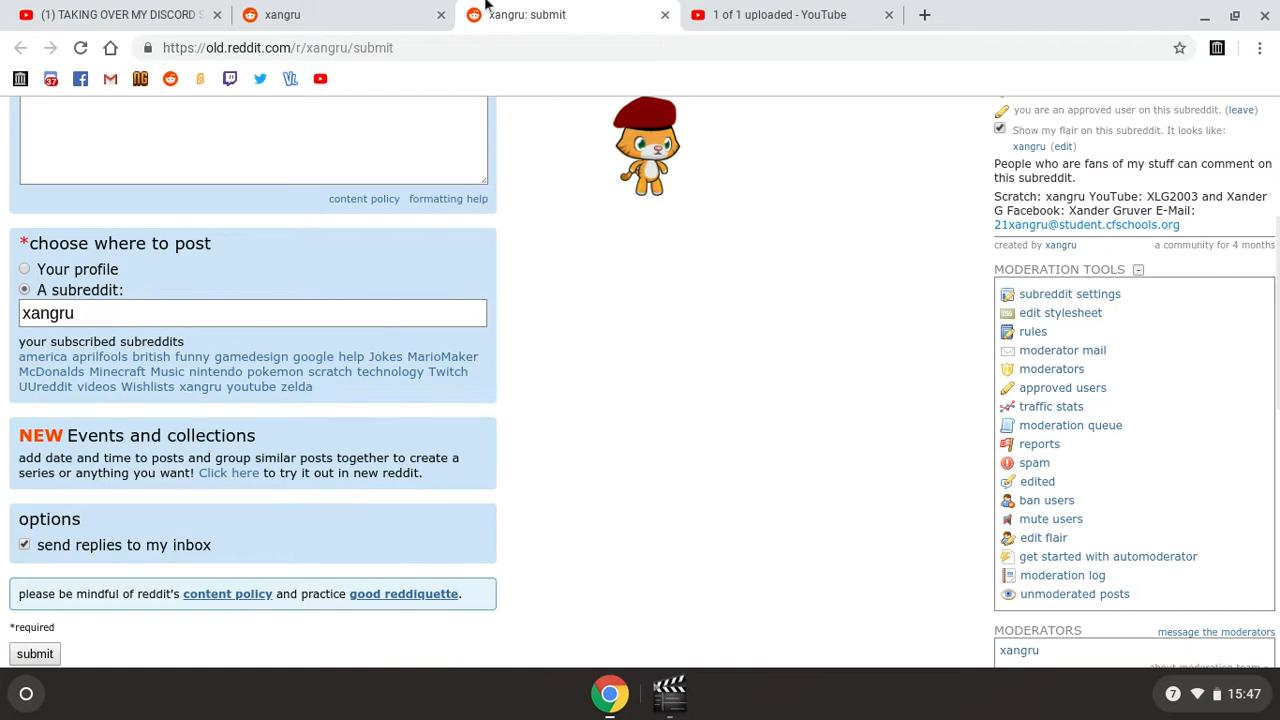 (1) TAKING OVER MY DISCORD S
xangru
xangru: submit
1 of 1 uploaded - YouTube
https://old.reddit.com/r/xangru/submit
37
content policy formatting help
*choose where to post
Your profile
A subreddit:
xangru
your subscribed subreddits
america aprilfools british funny gamedesign google help Jokes MarioMaker
McDonalds Minecraft Music nintendo pokemon scratch technology Twitch
UUreddit videos Wishlists xangru youtube zelda
NEW Events and collections
add date and time to posts and group similar posts together to create a
series or anything you want! Click here to try it out in new reddit.
options
send replies to my inbox
please be mindful of reddit's content policy and practice good reddiquette.
*required
submit
you are an approved user on this subreddit. (leave)
Show my flair on this subreddit. It looks like:
xangru (edit)
People who are fans of my stuff can comment on
this subreddit.
Scratch: xangru YouTube: XLG2003 and Xander
G Facebook: Xander Gruver E-Mail:
21xangru@student.cfschools.org
created by xangru a community for 4 months
MODERATION TOOLS
subreddit settings
edit stylesheet
rules
moderator mail
moderators
approved users
traffic stats
moderation queue
reports
spam
edited
ban users
mute users
edit flair
get started with automoderator
moderation log
unmoderated posts
MODERATORS message the moderators
xangru
about moderation team »
7 15:47